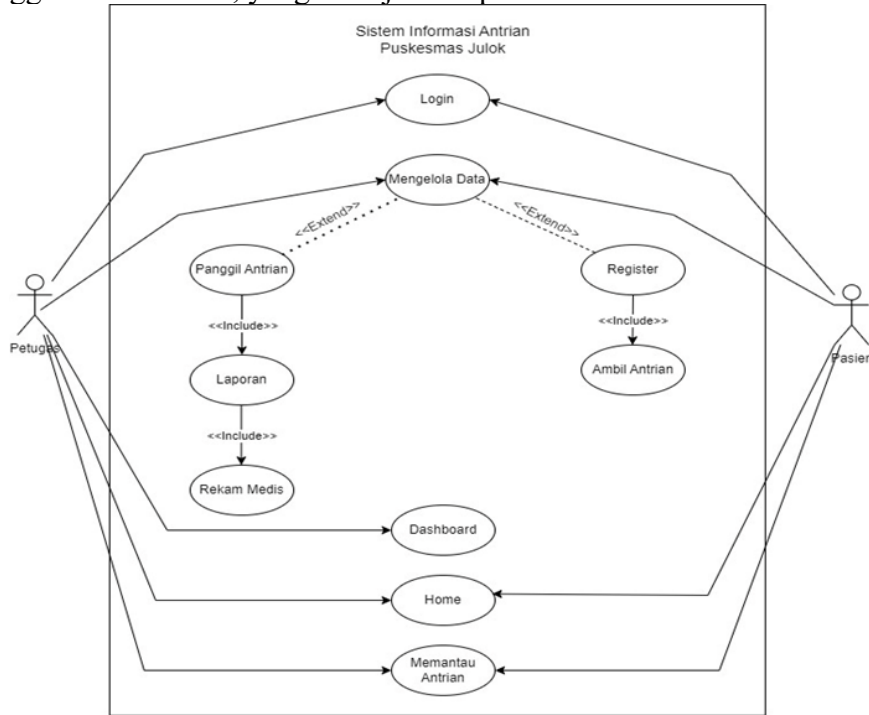 Sistem Informasi Antrian
Puskesmas Julok
Login
Mengelola Data
<<Extend>>
<<Extend>>
Panggil Antrian
Register
<<Include>>
<<Include>>
Petugas
Pasien
Laporan
Ambil Antrian
<<Include>>
Rekam Medis
Dashboard
Home
Memantau
Antrian